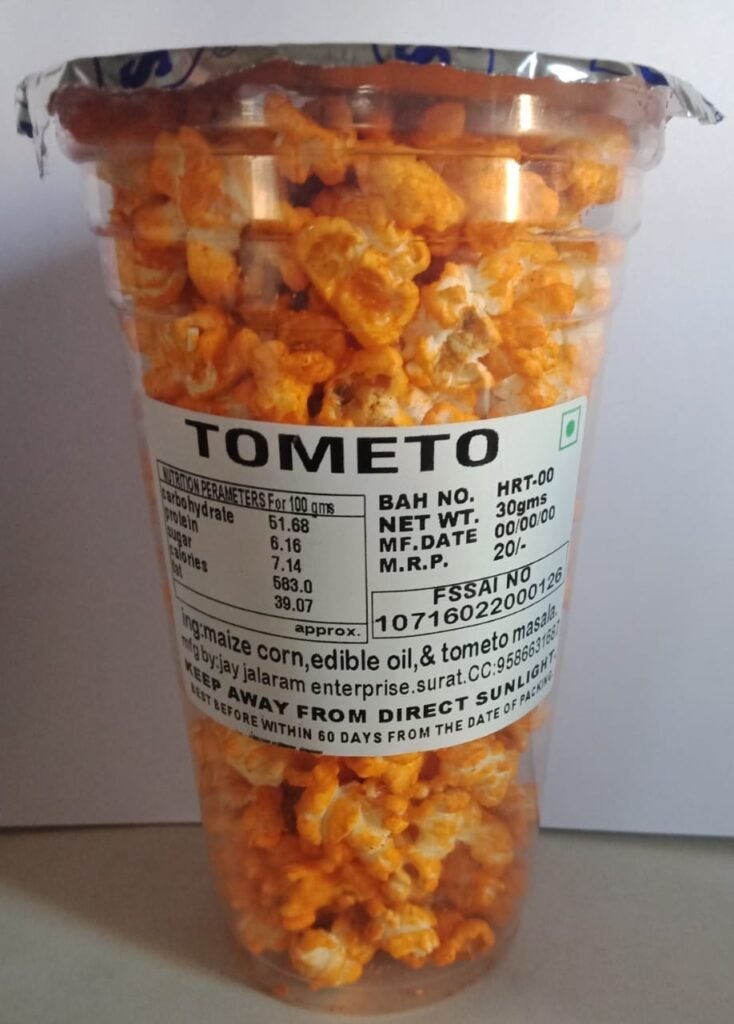 TOMETO
NUTRITION PERAMETERS For 100 gms
carbohydrate 51.68
protein 6.16
sugar 7.14
calories 583.0
fat 39.07
approx.
BAH NO. HRT-00
NET WT. 30gms
MF.DATE 00/00/00
M.R.P. 20/-
FSSAI NO
10716022000126
ing:maize corn,edible oil,& tometo masala.
mfg by:jay jalaram enterprise.surat.CC:
KEEP AWAY FROM DIRECT SUNLIGHT.
BEST BEFORE WITHIN 60 DAYS FROM THE DATE OF PACKING.